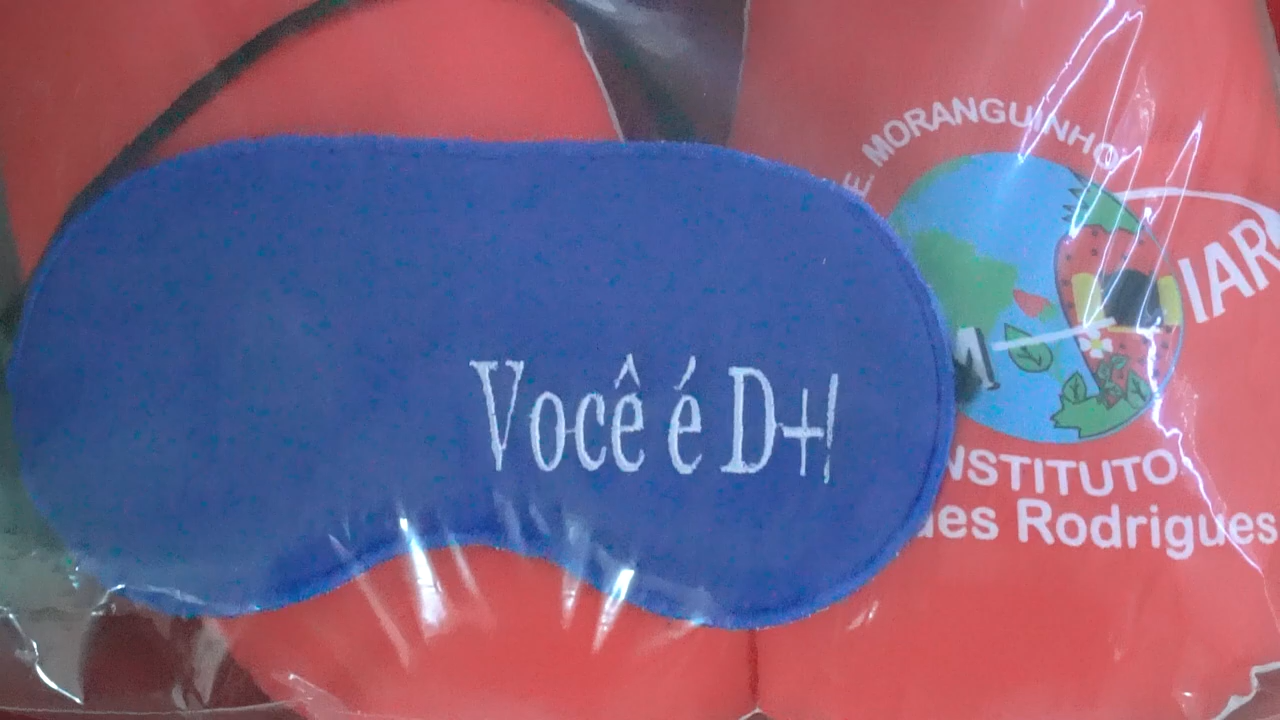 Você é D+!
E MORANGUINHO
IAR
M
NSTITUTO
des Rodrigues